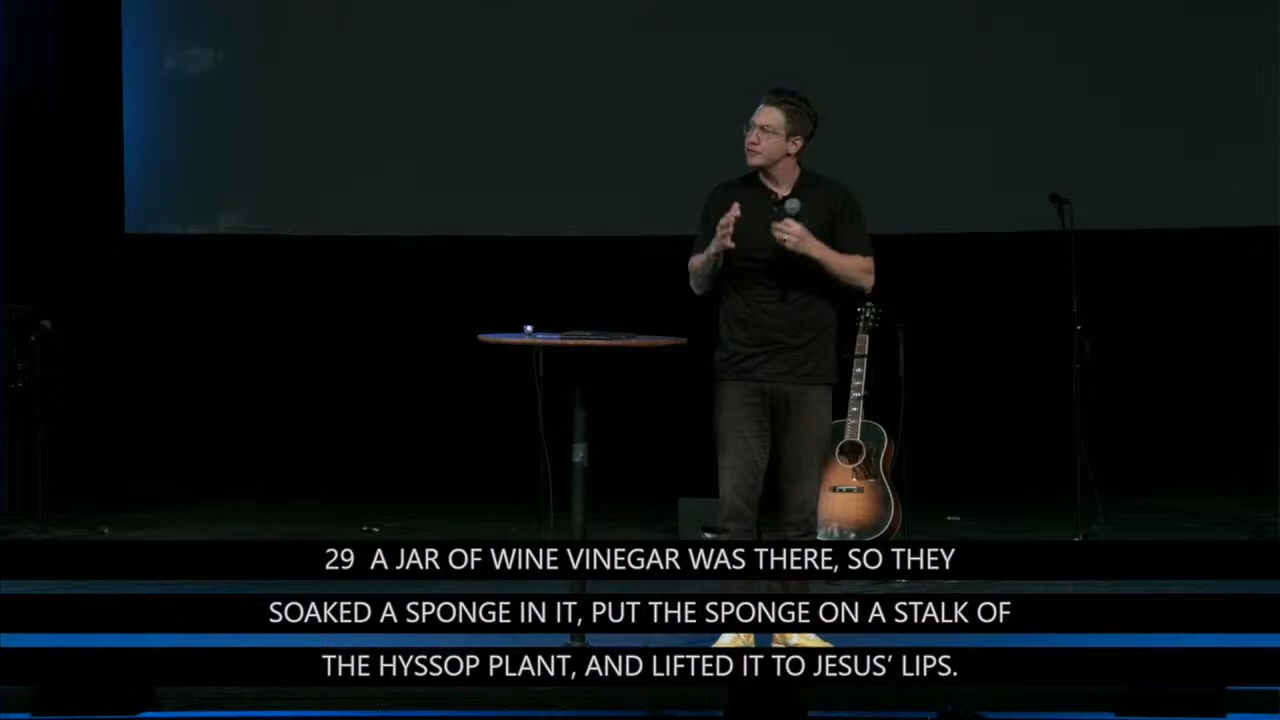 29 A JAR OF WINE VINEGAR WAS THERE, SO THEY
SOAKED A SPONGE IN IT, PUT THE SPONGE ON A STALK OF
THE HYSSOP PLANT, AND LIFTED IT TO JESUS’ LIPS.